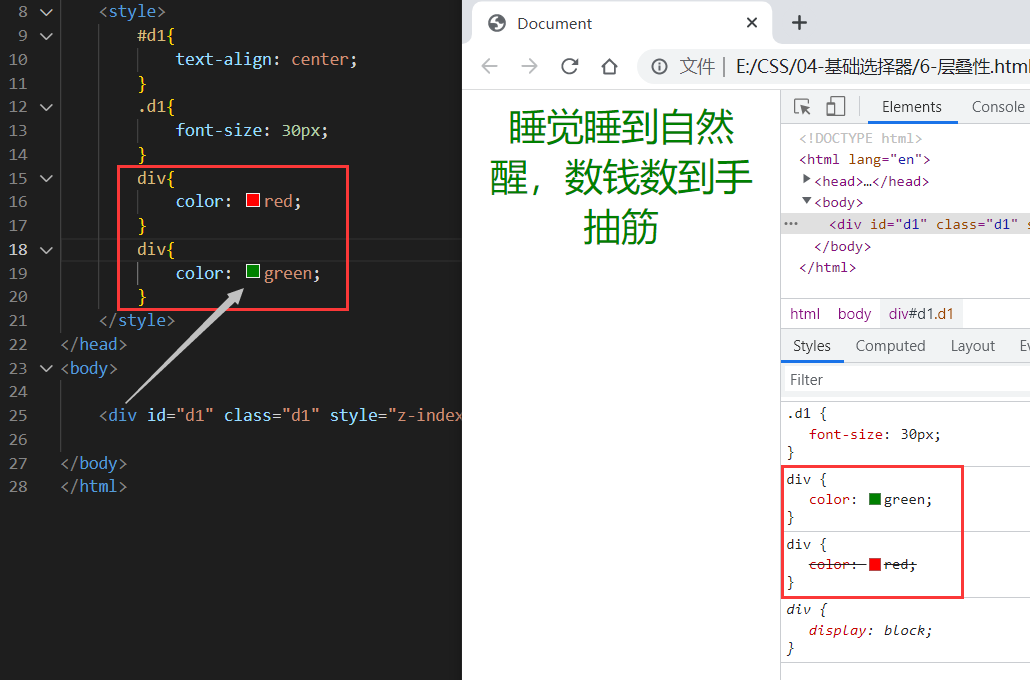 8 <style>
9 #d1{
10 text-align: center;
11 }
12 .d1{
13 font-size: 30px;
14 }
15 div{
16 color: red;
17 }
18 div{
19 color: green;
20 }
21 </style>
22 </head>
23 <body>
24
25 <div id="d1" class="d1" style="z-index
26
27 </body>
28 </html>
Document
文件 | E:/CSS/04-基础选择器/6-层叠性.html
睡觉睡到自然
醒，数钱数到手
抽筋
Elements Console
<!DOCTYPE html>
<html lang="en">
<head>…</head>
<body>
<div id="d1" class="d1" s
</body>
</html>
html body div#d1.d1
Styles Computed Layout Ev
Filter
.d1 {
font-size: 30px;
}
div {
color: green;
}
div {
color: red;
}
div {
display: block;
}